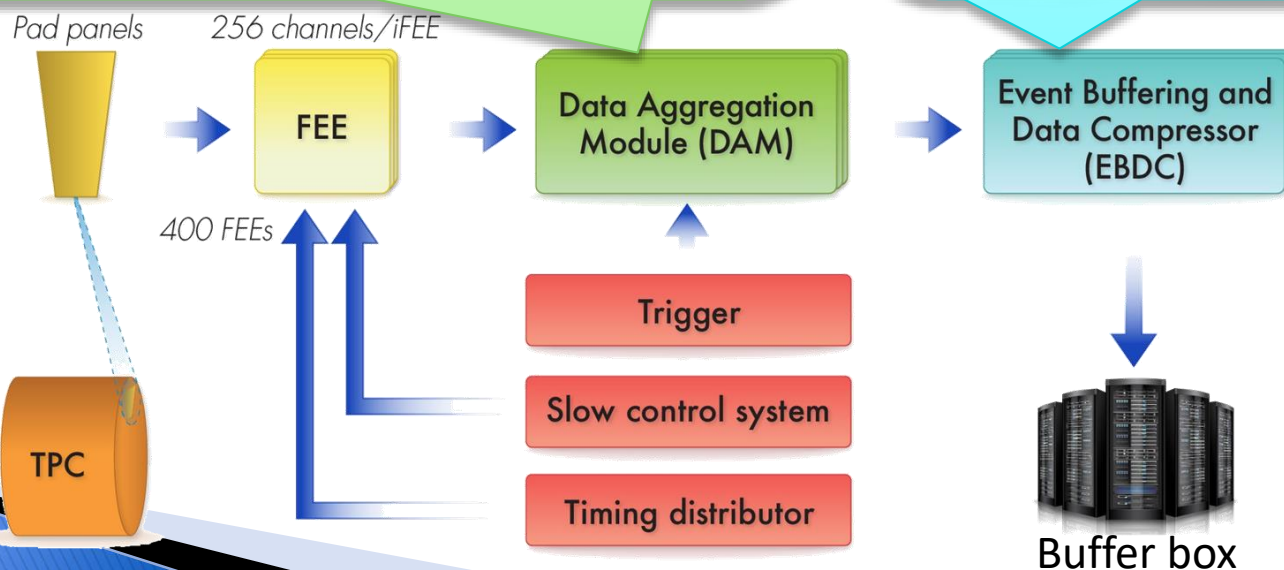 Pad panels
256 channels/iFEE
FEE
Data Aggregation
Module (DAM)
Event Buffering and
Data Compressor
(EBDC)
400 FEEs
Trigger
Slow control system
TPC
Timing distributor
Buffer box